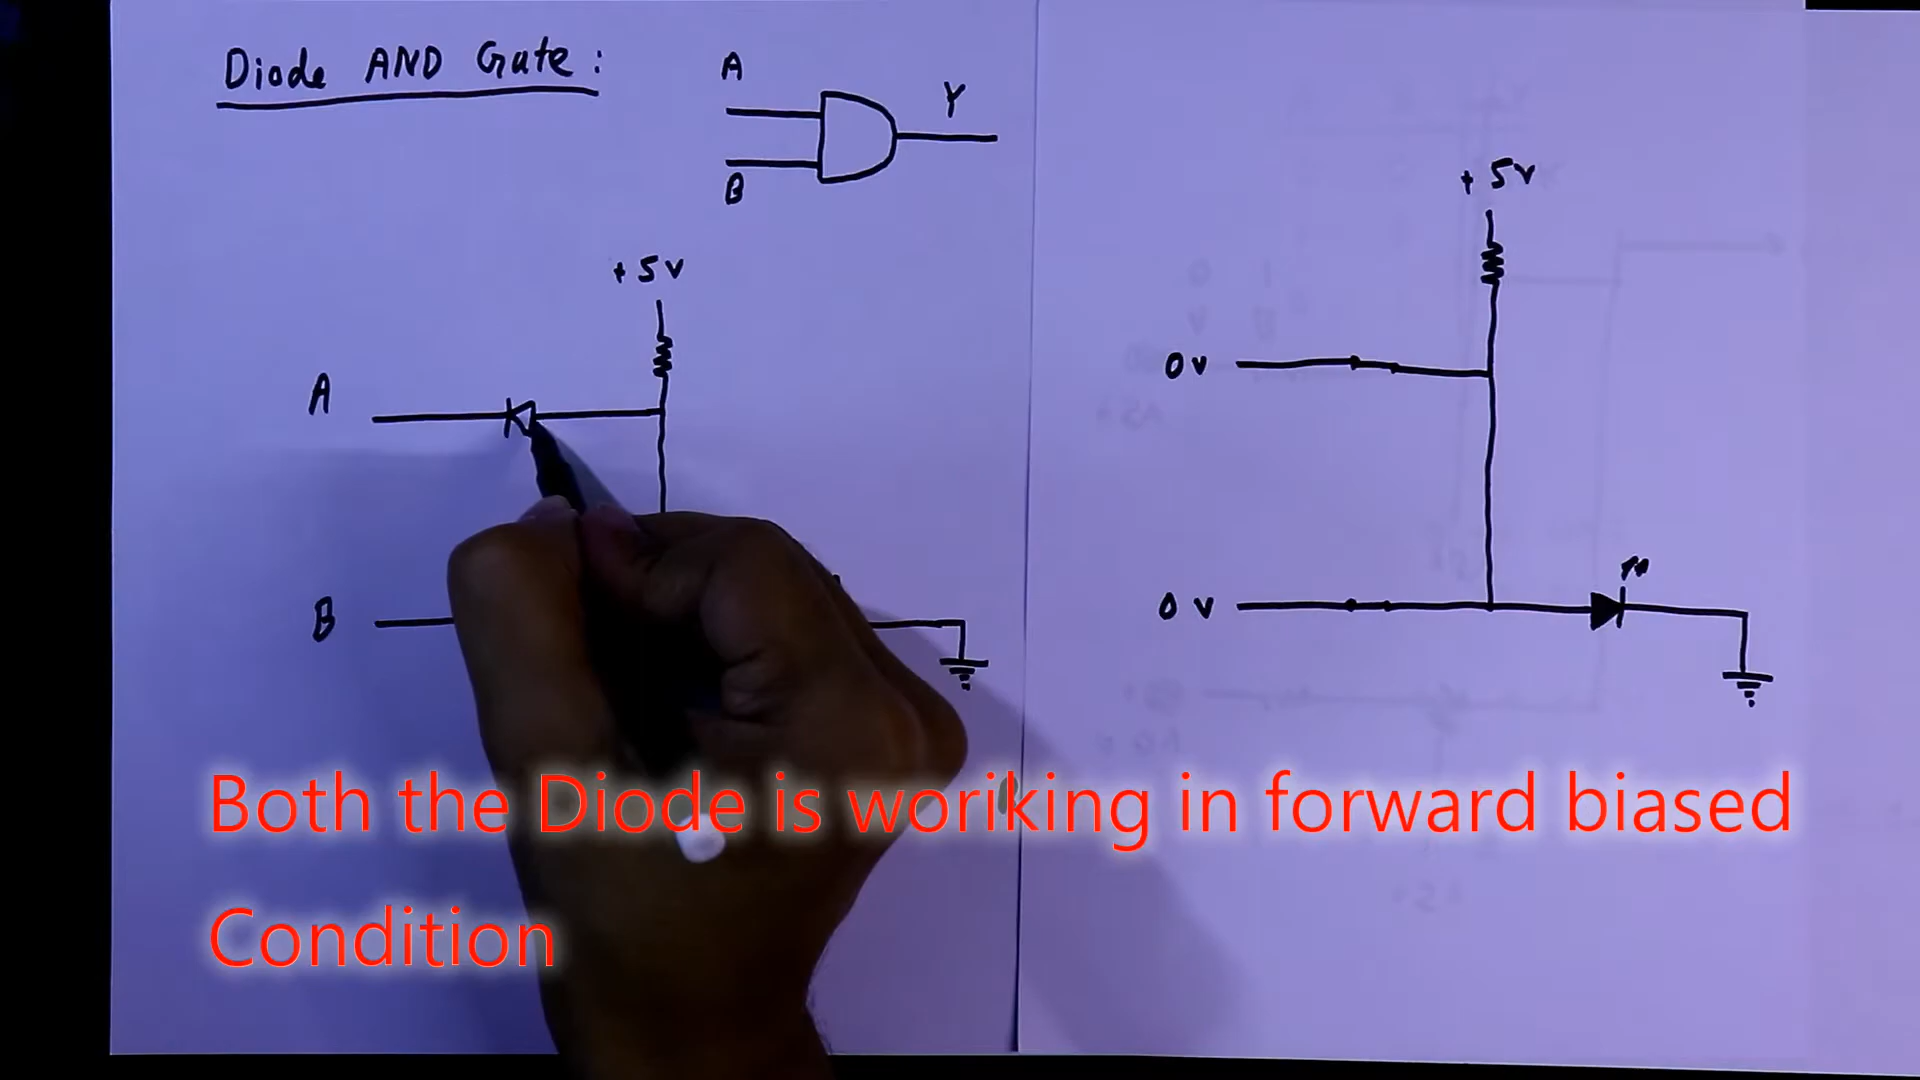 Diode AND Gate:
A
Y
B
+5V
A
B
+5V
0V
0V
Both the Diode is woriking in forward biased
Condition